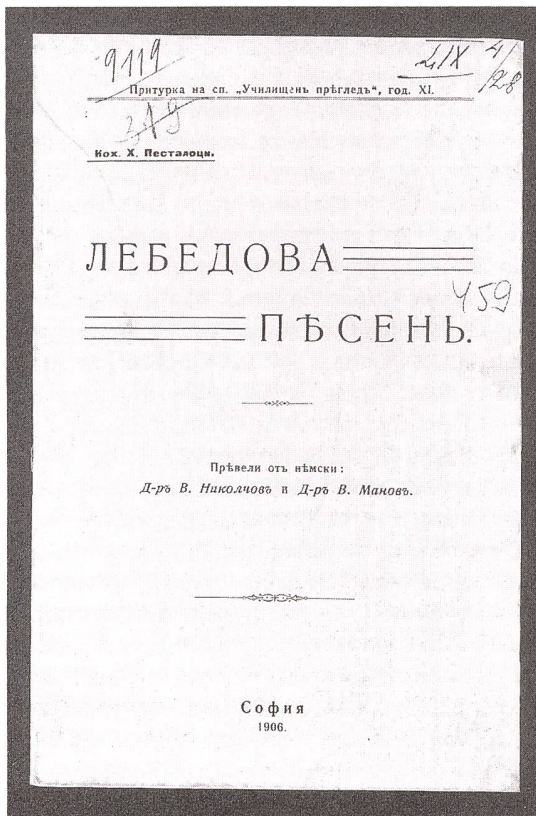 9119
LIX 4/128
Притурка на сп. „Училищенъ прѣгледъ“, год. XI.
319
Йох. Х. Песталоци.
ЛЕБЕДОВА
459
ПѢСЕНЬ.
Прѣвели отъ нѣмски:
Д-ръ В. Николчовъ и Д-ръ В. Мановъ.
София
1906.